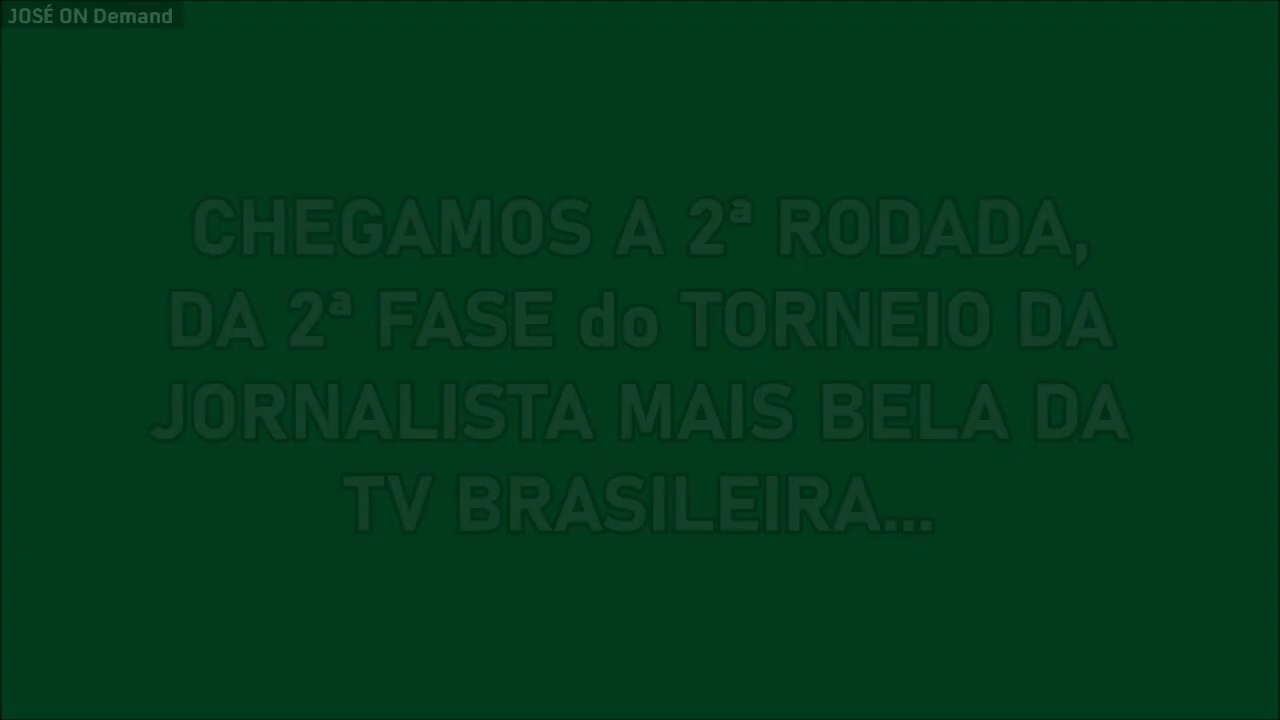 JOSÉ ON Demand
CHEGAMOS A 2ª RODADA,
DA 2ª FASE do TORNEIO DA
JORNALISTA MAIS BELA DA
TV BRASILEIRA...